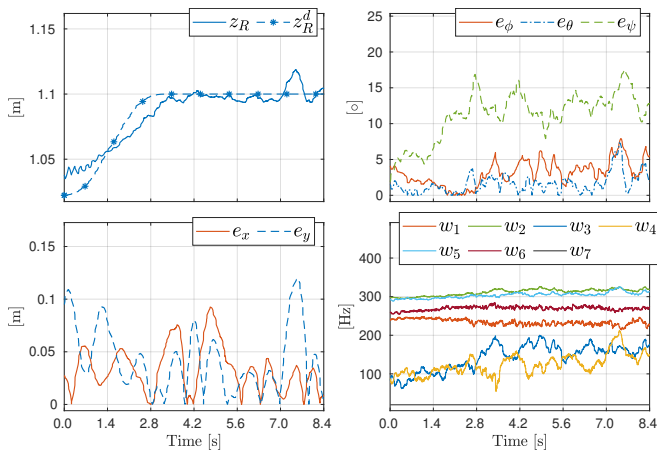 z_R z_R^d
1.15
1.1
1.05
[m]
e_ϕ e_θ e_ψ
25
20
15
10
5
0
[○]
e_x e_y
0.15
0.1
0.05
0
[m]
0.0 1.4 2.8 4.2 5.6 7.0 8.4
Time [s]
w_1 w_2 w_3 w_4
w_5 w_6 w_7
400
300
200
100
[Hz]
0.0 1.4 2.8 4.2 5.6 7.0 8.4
Time [s]